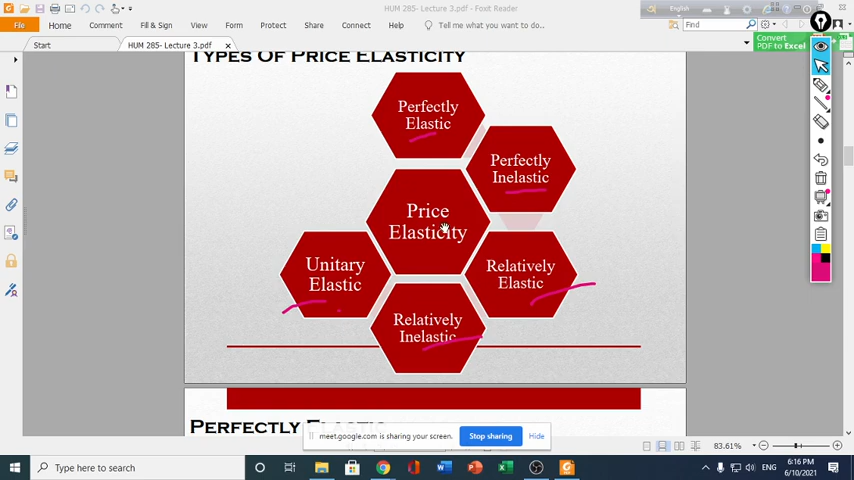 HUM 285- Lecture 3.pdf - Foxit Reader
English
File
Home
Comment
Fill & Sign
View
Form
Protect
Share
Connect
Help
Tell me what you want to do...
Find
Start
HUM 285- Lecture 3.pdf
Convert
PDF to Excel
TYPES OF PRICE ELASTICITY
Perfectly
Elastic
Perfectly
Inelastic
Price
Elasticity
Unitary
Elastic
Relatively
Elastic
Relatively
Inelastic
PERFECTLY ELASTIC
meet.google.com is sharing your screen.
Stop sharing
Hide
83.61%
Type here to search
ENG
6:16 PM
6/10/2021